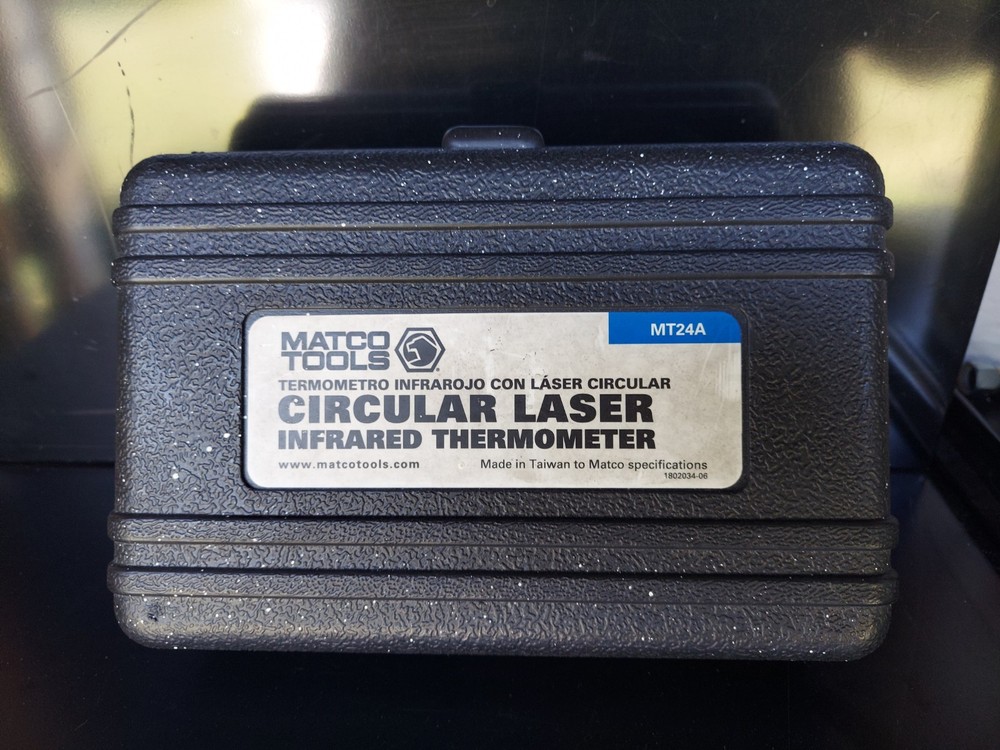 MATCO
TOOLS
MT24A
TERMOMETRO INFRAROJO CON LÁSER CIRCULAR
CIRCULAR LASER
INFRARED THERMOMETER
www.matcotools.com Made in Taiwan to Matco specifications
1802034-06